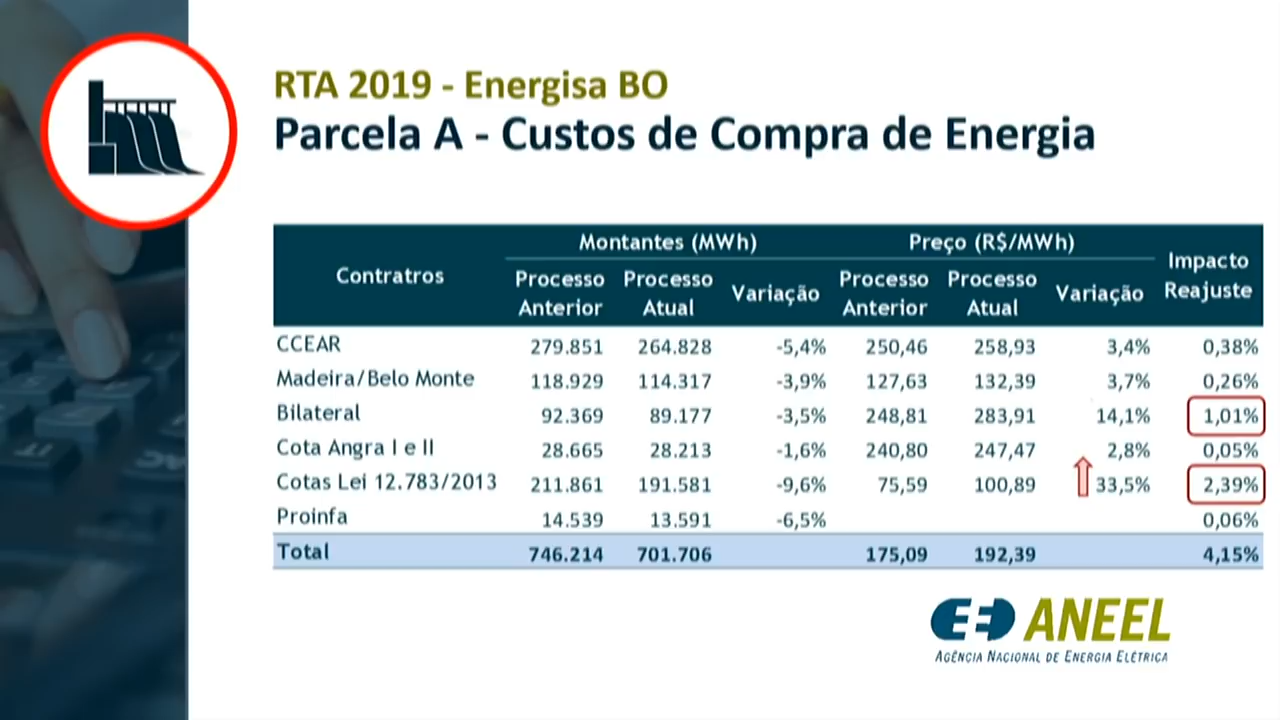 RTA 2019 - Energisa BO
Parcela A - Custos de Compra de Energia
Contratros Montantes (MWh) Preço (R$/MWh) Impacto Reajuste
Processo Anterior Processo Atual Variação Processo Anterior Processo Atual Variação
CCEAR 279.851 264.828 -5,4% 250,46 258,93 3,4% 0,38%
Madeira/Belo Monte 118.929 114.317 -3,9% 127,63 132,39 3,7% 0,26%
Bilateral 92.369 89.177 -3,5% 248,81 283,91 14,1% 1,01%
Cota Angra I e II 28.665 28.213 -1,6% 240,80 247,47 2,8% 0,05%
Cotas Lei 12.783/2013 211.861 191.581 -9,6% 75,59 100,89 33,5% 2,39%
Proinfa 14.539 13.591 -6,5% 0,06%
Total 746.214 701.706 175,09 192,39 4,15%
ANEEL
AGÊNCIA NACIONAL DE ENERGIA ELÉTRICA